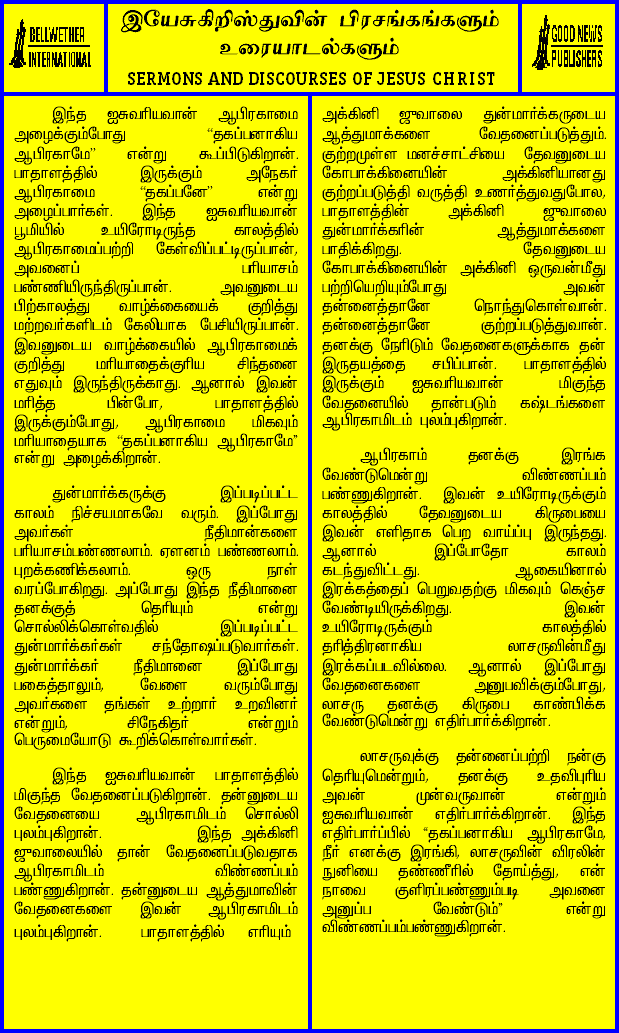 BELLWETHER
INTERNATIONAL
இயேசுகிறிஸ்துவின் பிரசங்கங்களும்
உரையாடல்களும்
SERMONS AND DISCOURSES OF JESUS CHRIST
GOOD NEWS
PUBLISHERS
இந்த ஐசுவரியவான் ஆபிரகாமை
அழைக்கும்போது “தகப்பனாகிய
ஆபிரகாமே” என்று கூப்பிடுகிறான்.
பாதாளத்தில் இருக்கும் அநேகர்
ஆபிரகாமை “தகப்பனே” என்று
அழைப்பார்கள். இந்த ஐசுவரியவான்
பூமியில் உயிரோடிருந்த காலத்தில்
ஆபிரகாமைப்பற்றி கேள்விப்பட்டிருப்பான்,
அவனைப் பரியாசம்
பண்ணியிருந்திருப்பான். அவனுடைய
பிற்காலத்து வாழ்க்கையைக் குறித்து
மற்றவர்களிடம் கேலியாக பேசியிருப்பான்.
இவனுடைய வாழ்க்கையில் ஆபிரகாமைக்
குறித்து மரியாதைக்குரிய சிந்தனை
எதுவும் இருந்திருக்காது. ஆனால் இவன்
மரித்த பின்போ, பாதாளத்தில்
இருக்கும்போது, ஆபிரகாமை மிகவும்
மரியாதையாக “தகப்பனாகிய ஆபிரகாமே”
என்று அழைக்கிறான்.
துன்மார்க்கருக்கு இப்படிப்பட்ட
காலம் நிச்சயமாகவே வரும். இப்போது
அவர்கள் நீதிமான்களை
பரியாசம்பண்ணலாம். ஏளனம் பண்ணலாம்.
புறக்கணிக்கலாம். ஒரு நாள்
வரப்போகிறது. அப்போது இந்த நீதிமானை
தனக்குத் தெரியும் என்று
சொல்லிக்கொள்வதில் இப்படிப்பட்ட
துன்மார்க்கர்கள் சந்தோஷப்படுவார்கள்.
துன்மார்க்கர் நீதிமானை இப்போது
பகைத்தாலும், வேளை வரும்போது
அவர்களை தங்கள் உற்றார் உறவினர்
என்றும், சிநேகிதர் என்றும்
பெருமையோடு கூறிக்கொள்வார்கள்.
இந்த ஐசுவரியவான் பாதாளத்தில்
மிகுந்த வேதனைப்படுகிறான். தன்னுடைய
வேதனையை ஆபிரகாமிடம் சொல்லி
புலம்புகிறான். இந்த அக்கினி
ஜுவாலையில் தான் வேதனைப்படுவதாக
ஆபிரகாமிடம் விண்ணப்பம்
பண்ணுகிறான். தன்னுடைய ஆத்துமாவின்
வேதனைகளை இவன் ஆபிரகாமிடம்
புலம்புகிறான். பாதாளத்தில் எரியும்
அக்கினி ஜுவாலை துன்மார்க்கருடைய
ஆத்துமாக்களை வேதனைப்படுத்தும்.
குற்றமுள்ள மனச்சாட்சியை தேவனுடைய
கோபாக்கினையின் அக்கினியானது
குற்றப்படுத்தி வருத்தி உணர்த்துவதுபோல,
பாதாளத்தின் அக்கினி ஜுவாலை
துன்மார்க்கரின் ஆத்துமாக்களை
பாதிக்கிறது. தேவனுடைய
கோபாக்கினையின் அக்கினி ஒருவன்மீது
பற்றியெறியும்போது அவன்
தன்னைத்தானே நொந்துகொள்வான்.
தன்னைத்தானே குற்றப்படுத்துவான்.
தனக்கு நேரிடும் வேதனைகளுக்காக தன்
இருதயத்தை சபிப்பான். பாதாளத்தில்
இருக்கும் ஐசுவரியவான் மிகுந்த
வேதனையில் தான்படும் கஷ்டங்களை
ஆபிரகாமிடம் புலம்புகிறான்.
ஆபிரகாம் தனக்கு இரங்க
வேண்டுமென்று விண்ணப்பம்
பண்ணுகிறான். இவன் உயிரோடிருக்கும்
காலத்தில் தேவனுடைய கிருபையை
இவன் எளிதாக பெற வாய்ப்பு இருந்தது.
ஆனால் இப்போதோ காலம்
கடந்துவிட்டது. ஆகையினால்
இரக்கத்தைப் பெறுவதற்கு மிகவும் கெஞ்ச
வேண்டியிருக்கிறது. இவன்
உயிரோடிருக்கும் காலத்தில்
தரித்திரனாகிய லாசருவின்மீது
இரக்கப்படவில்லை. ஆனால் இப்போது
வேதனைகளை அனுபவிக்கும்போது,
லாசரு தனக்கு கிருபை காண்பிக்க
வேண்டுமென்று எதிர்பார்க்கிறான்.
லாசருவுக்கு தன்னைப்பற்றி நன்கு
தெரியுமென்றும், தனக்கு உதவிபுரிய
அவன் முன்வருவான் என்றும்
ஐசுவரியவான் எதிர்பார்க்கிறான். இந்த
எதிர்பார்ப்பில் “தகப்பனாகிய ஆபிரகாமே,
நீர் எனக்கு இரங்கி, லாசருவின் விரலின்
நுனியை தண்ணீரில் தோய்த்து, என்
நாவை குளிரப்பண்ணும்படி அவனை
அனுப்ப வேண்டும்” என்று
விண்ணப்பம்பண்ணுகிறான்.